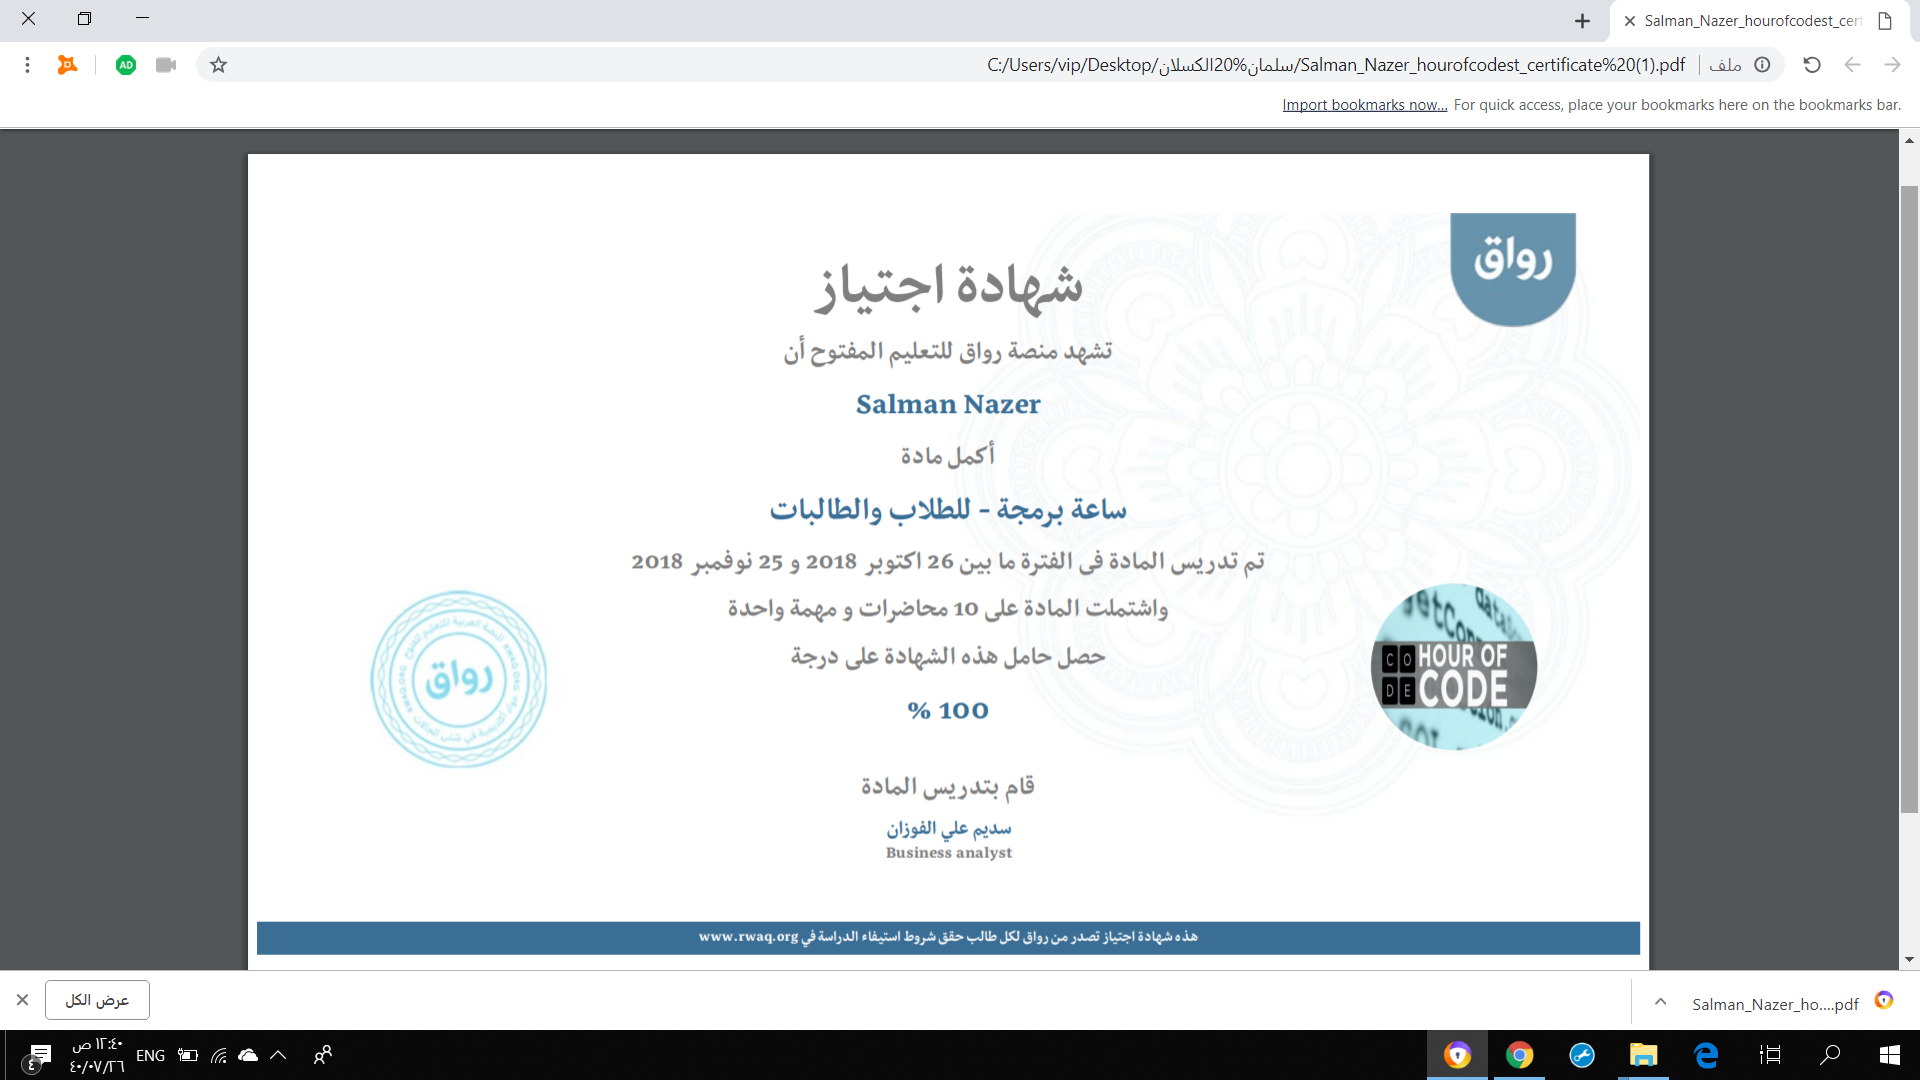 Salman_Nazer_hourofcodest_cert
C:/Users/vip/Desktop/سلمان%20الكسلان/Salman_Nazer_hourofcodest_certificate%20(1).pdf
ملف
AD
Import bookmarks now... For quick access, place your bookmarks here on the bookmarks bar.
رواق
شهادة اجتياز
تشهد منصة رواق للتعليم المفتوح أن
Salman Nazer
أكمل مادة
ساعة برمجة - للطلاب والطالبات
تم تدريس المادة في الفترة ما بين 26 اكتوبر 2018 و 25 نوفمبر 2018
واشتملت المادة على 10 محاضرات و مهمة واحدة
حصل حامل هذه الشهادة على درجة
% 100
رواق
CODE
HOUR OF
CODE
قام بتدريس المادة
سديم علي الفوزان
Business analyst
هذه شهادة اجتياز تصدر من رواق لكل طالب حقق شروط استيفاء الدراسة في www.rwaq.org
عرض الكل
Salman_Nazer_ho....pdf
١٢:٤٠ ص
٤٠/٠٧/٢٦
ENG
٤